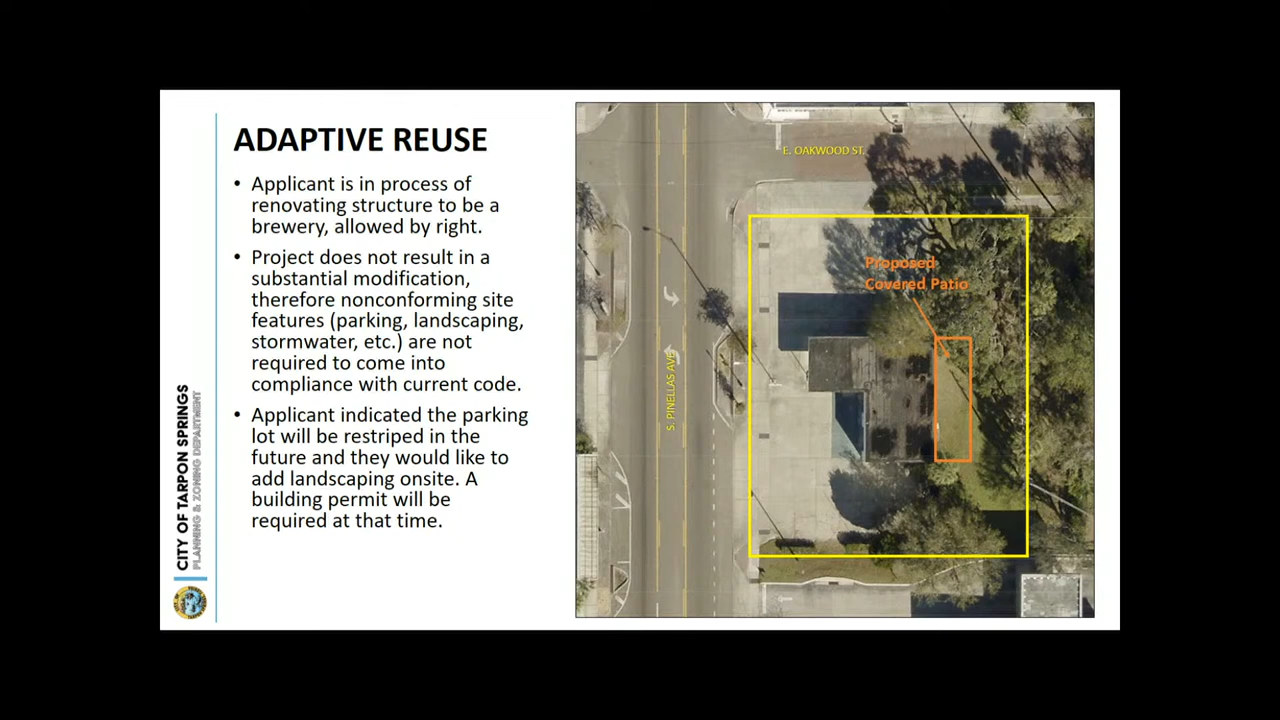 ADAPTIVE REUSE
• Applicant is in process of
renovating structure to be a
brewery, allowed by right.
• Project does not result in a
substantial modification,
therefore nonconforming site
features (parking, landscaping,
stormwater, etc.) are not
required to come into
compliance with current code.
• Applicant indicated the parking
lot will be restriped in the
future and they would like to
add landscaping onsite. A
building permit will be
required at that time.
CITY OF TARPON SPRINGS
PLANNING & ZONING DEPARTMENT
E. OAKWOOD ST.
Proposed
Covered Patio
S. PINELLAS AVE